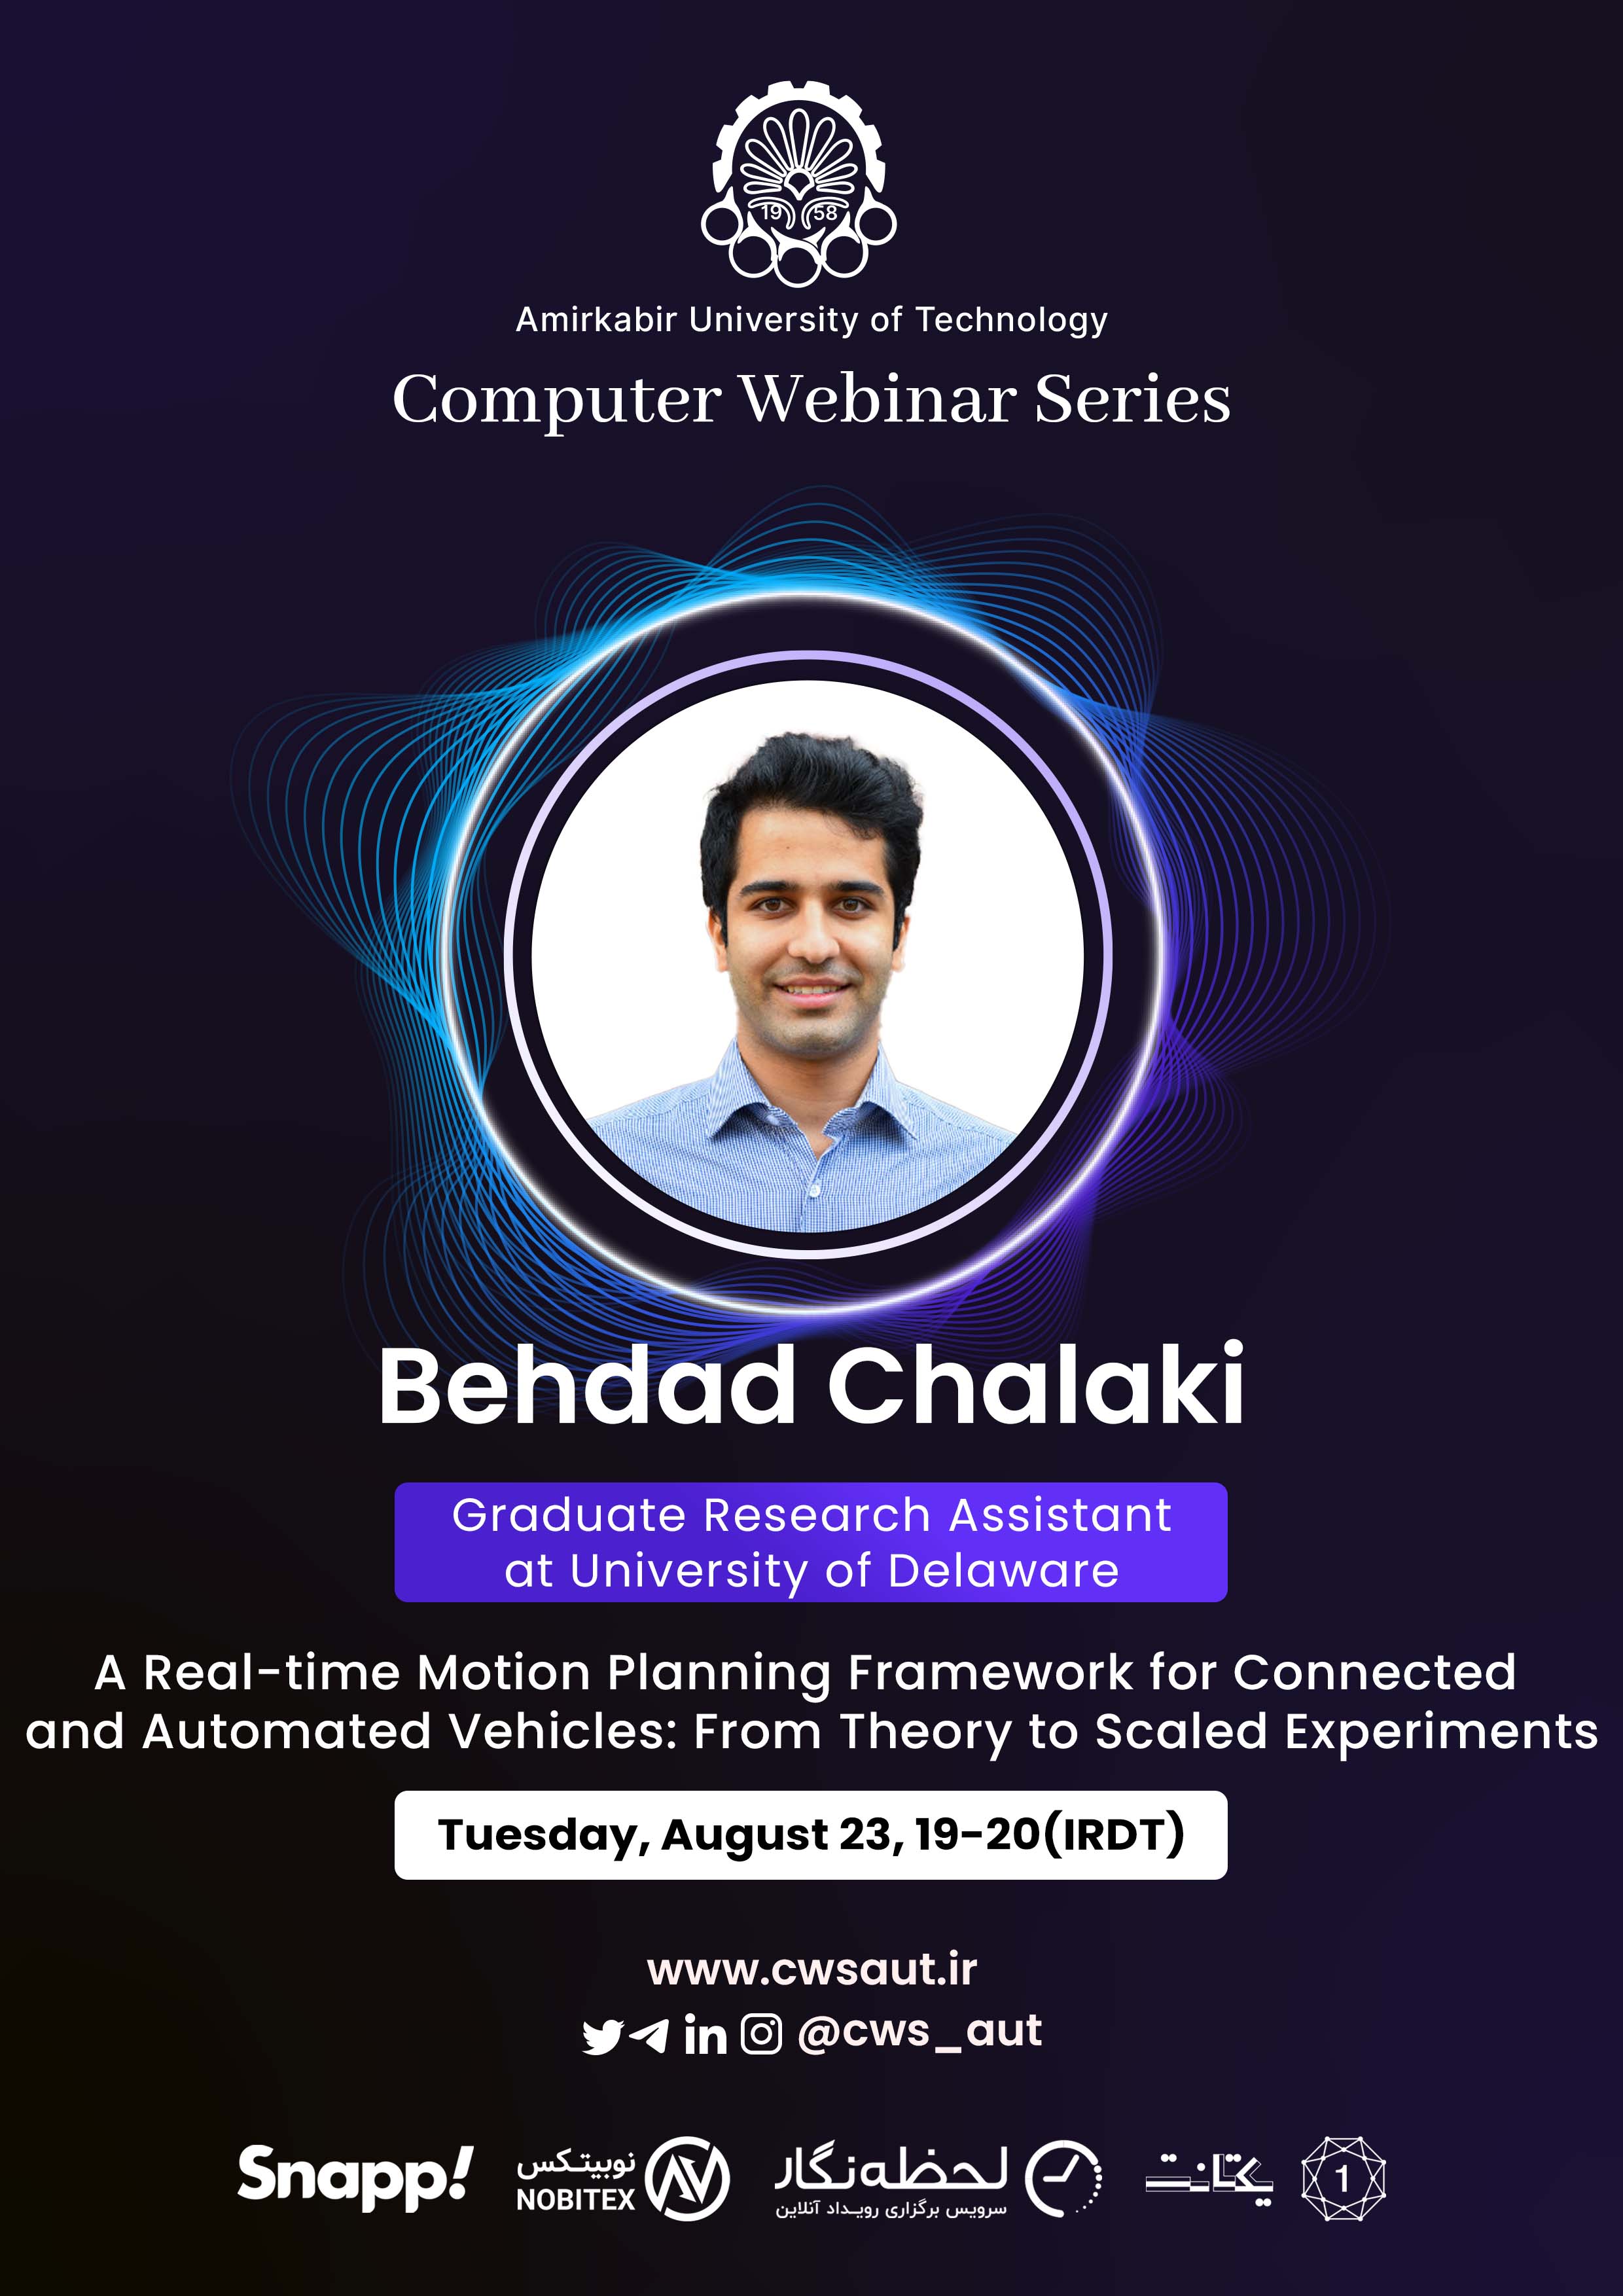 19 58
Amirkabir University of Technology
Computer Webinar Series
Behdad Chalaki
Graduate Research Assistant
at University of Delaware
A Real-time Motion Planning Framework for Connected
and Automated Vehicles: From Theory to Scaled Experiments
Tuesday, August 23, 19-20(IRDT)
www.cwsaut.ir
in @cws_aut
Snapp!
نوبیتکس
NOBITEX
لحظه‌نگار
سرویس برگزاری رویـداد آنلاین
یکتانت
1